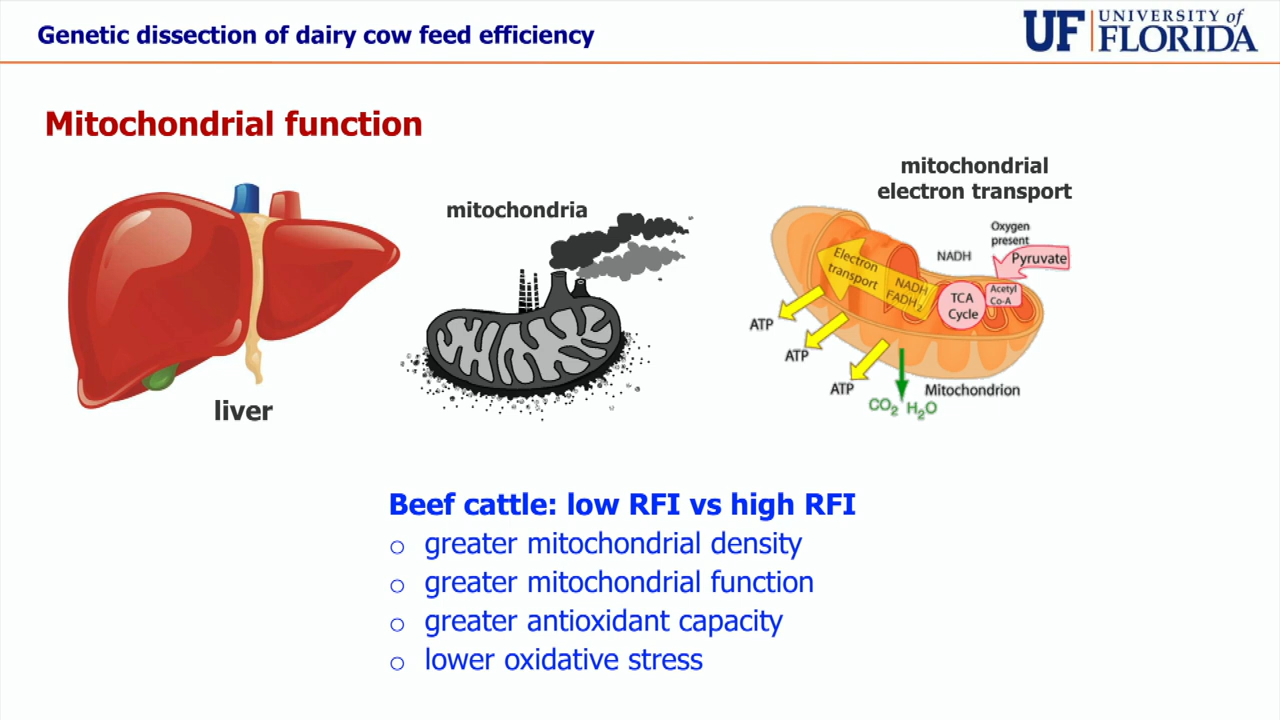 Genetic dissection of dairy cow feed efficiency
UF UNIVERSITY of
FLORIDA
Mitochondrial function
liver
mitochondria
mitochondrial
electron transport
Oxygen
present
NADH
Pyruvate
Electron
transport
NADH
FADH₂
TCA
Cycle
Acetyl
Co-A
ATP
ATP
ATP
Mitochondrion
CO₂ H₂O
Beef cattle: low RFI vs high RFI
○ greater mitochondrial density
○ greater mitochondrial function
○ greater antioxidant capacity
○ lower oxidative stress